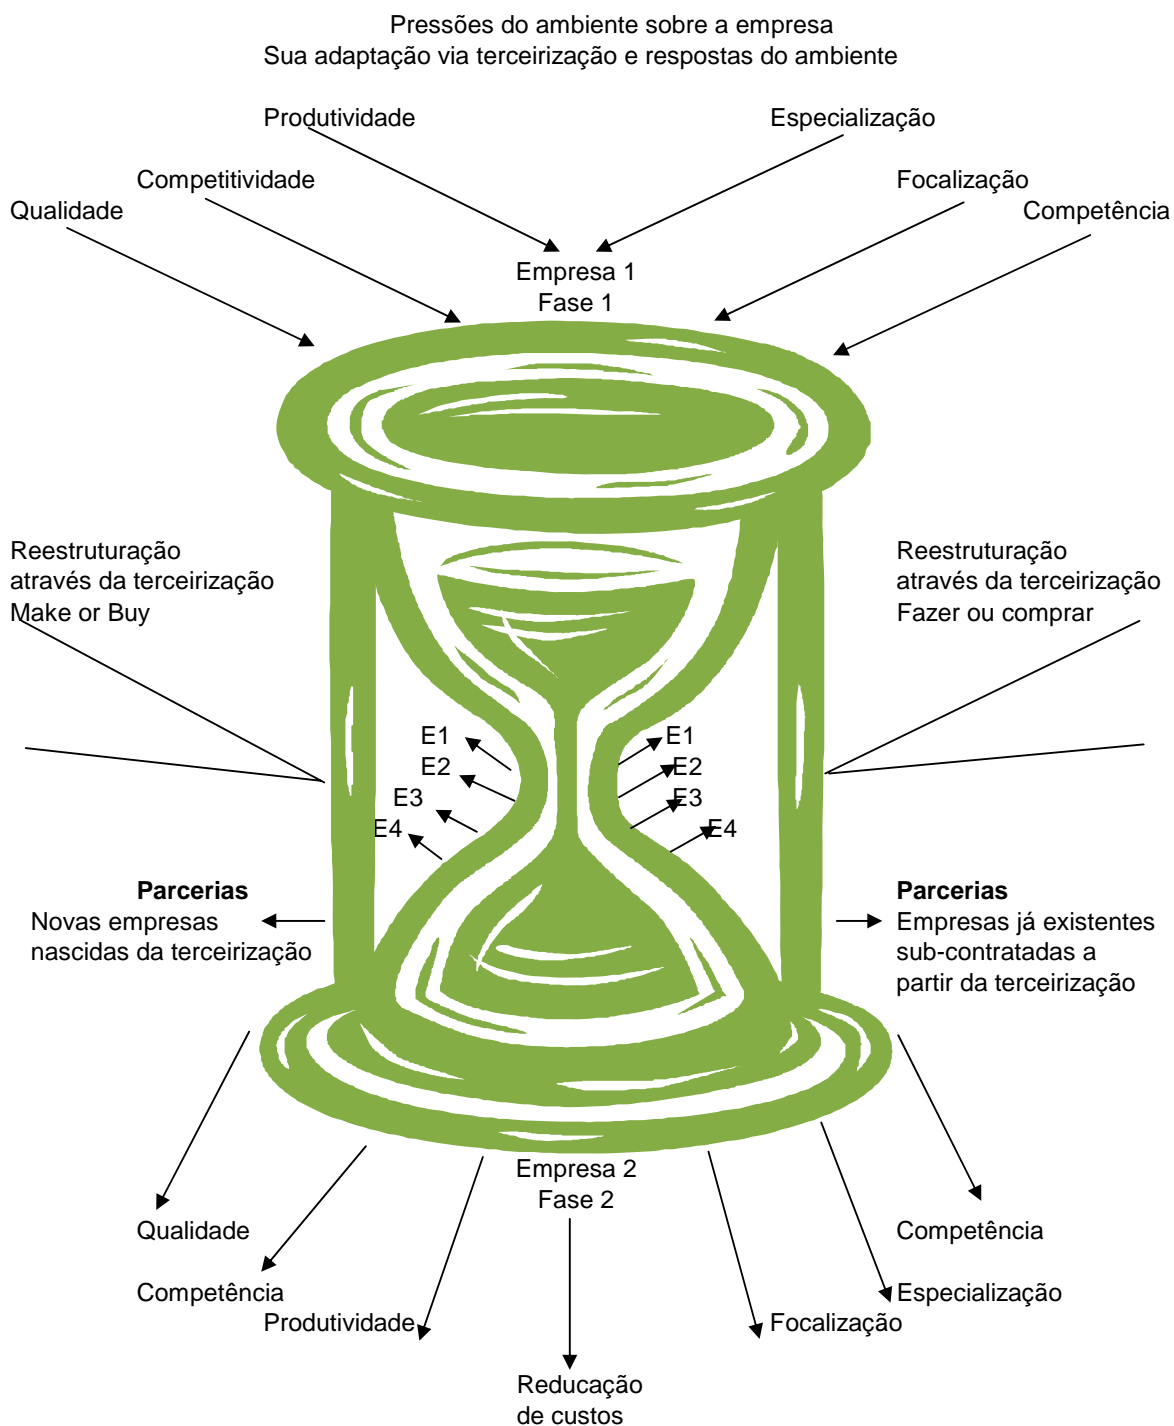 Pressões do ambiente sobre a empresa
Sua adaptação via terceirização e respostas do ambiente
Produtividade
Especialização
Competitividade
Focalização
Qualidade
Competência
Empresa 1
Fase 1
Reestruturação
através da terceirização
Make or Buy
Reestruturação
através da terceirização
Fazer ou comprar
E1
E2
E3
E4
E1
E2
E3
E4
Parcerias
Novas empresas
nascidas da terceirização
Parcerias
Empresas já existentes
sub-contratadas a
partir da terceirização
Empresa 2
Fase 2
Qualidade
Competência
Competência
Especialização
Produtividade
Focalização
Reducação
de custos